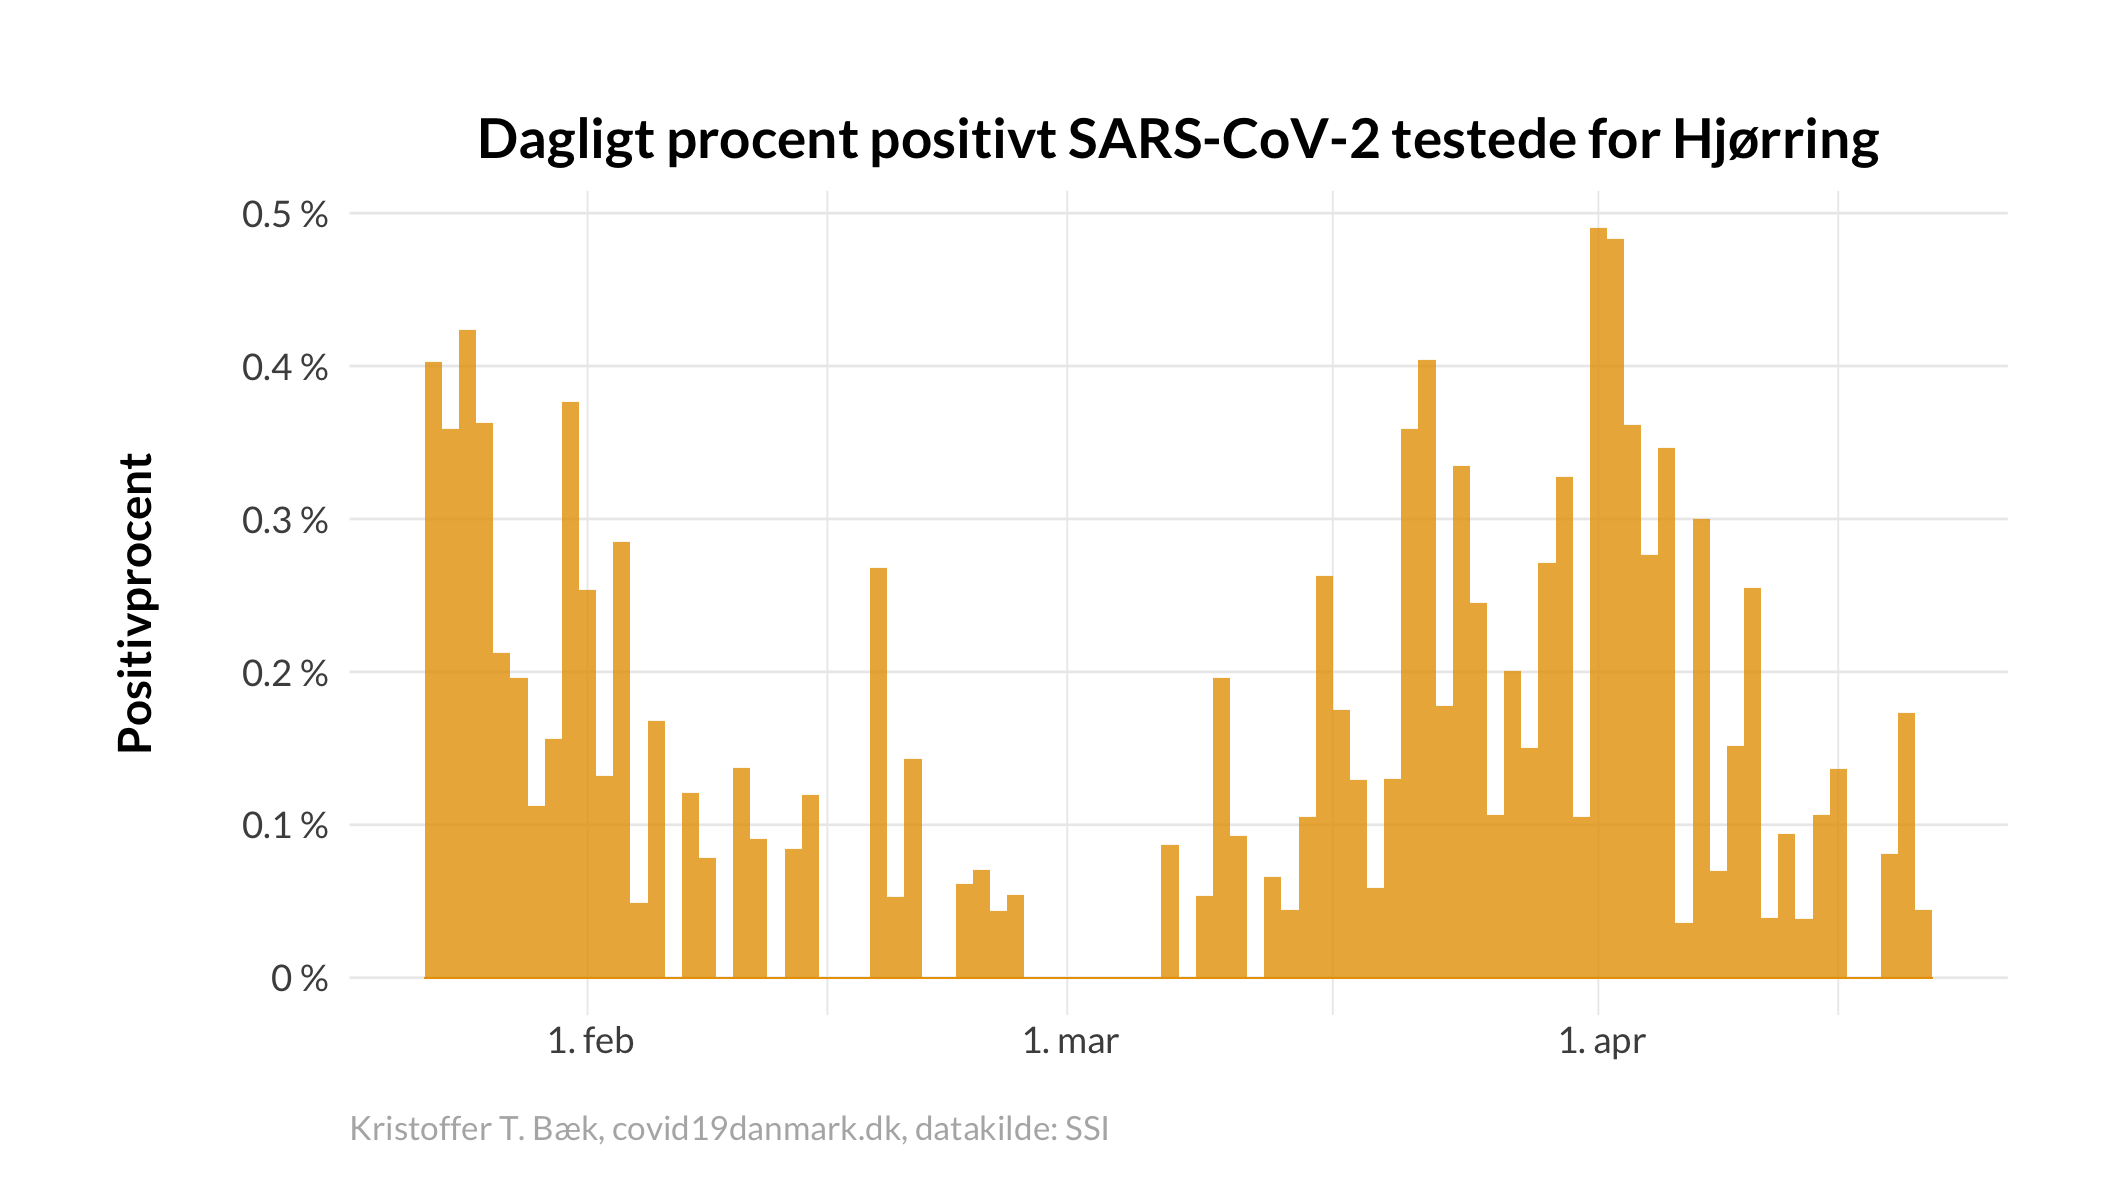 Dagligt procent positivt SARS-CoV-2 testede for Hjørring
Positivprocent
0.5 %
0.4 %
0.3 %
0.2 %
0.1 %
0 %
1. feb
1. mar
1. apr
Kristoffer T. Bæk, covid19danmark.dk, datakilde: SSI